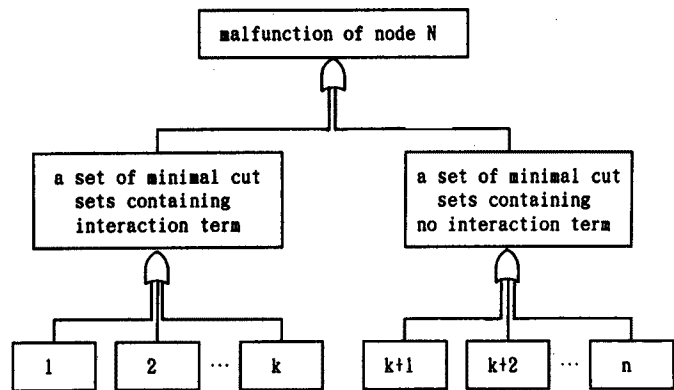 malfunction of node N
a set of minimal cut
sets containing
interaction term
a set of minimal cut
sets containing
no interaction term
1 2 ... k k+1 k+2 ... n